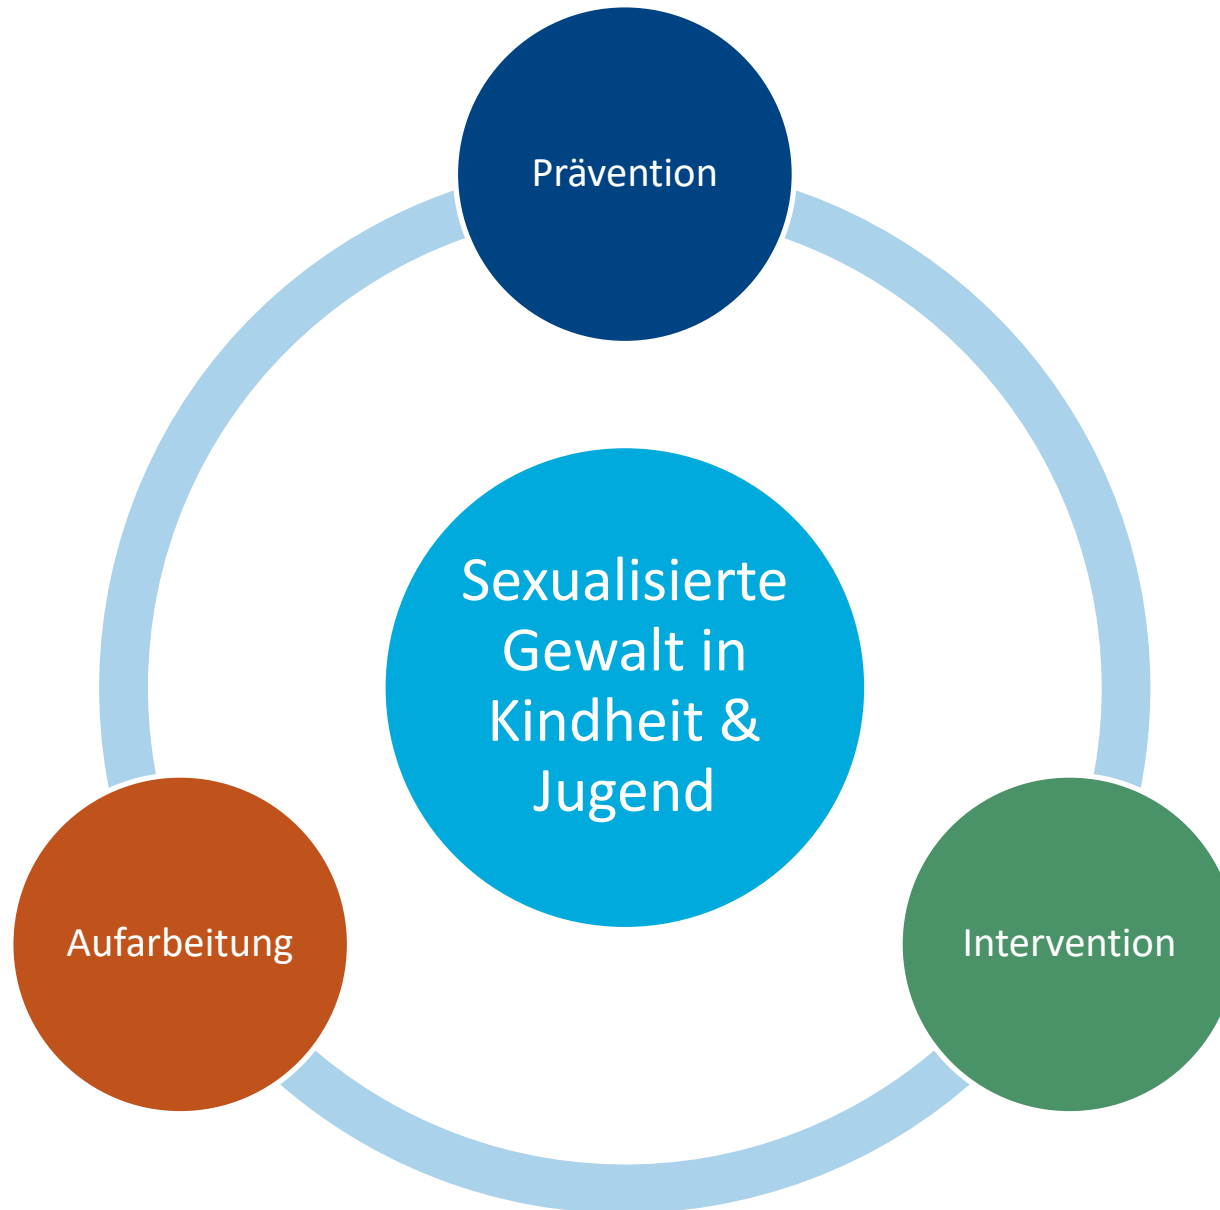 Prävention
Sexualisierte
Gewalt in
Kindheit &
Jugend
Aufarbeitung
Intervention